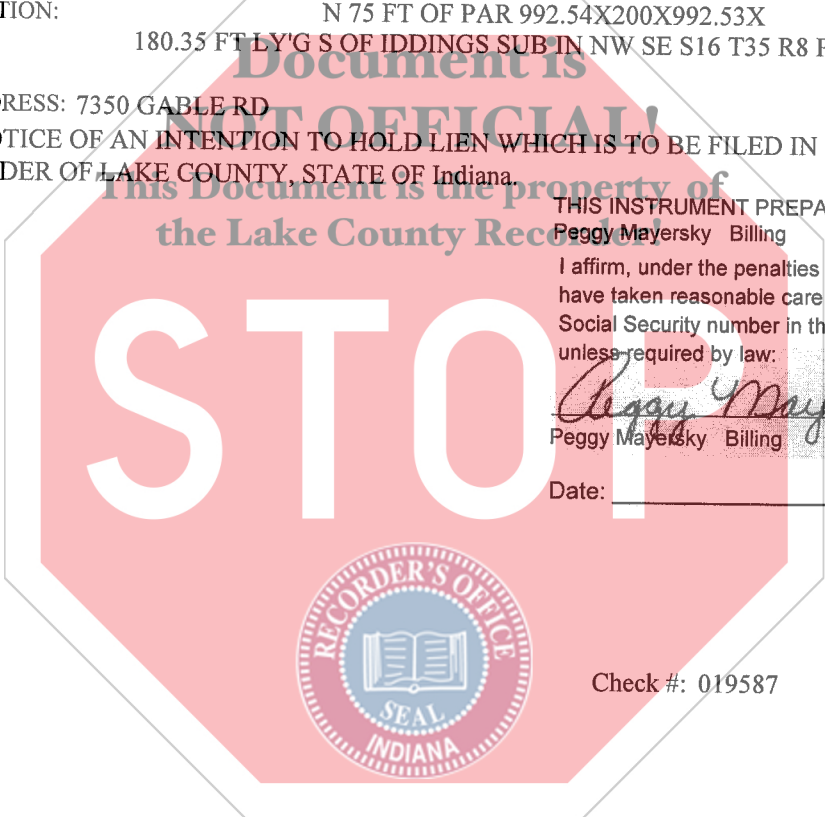 TION:
N 75 FT OF PAR 992.54X200X992.53X
180.35 FT LY'G S OF IDDINGS SUB IN NW SE S16 T35 R8
Document is
RESS: 7350 GABLE RD
NOT OFFICIAL!
TICE OF AN INTENTION TO HOLD LIEN WHICH IS TO BE FILED IN
DER OF LAKE COUNTY, STATE OF Indiana.
This Document is the property of
the Lake County Recorder!
THIS INSTRUMENT PREPA
Peggy Mayersky Billing
I affirm, under the penalties
have taken reasonable care
Social Security number in th
unless required by law:
STOP
Peggy May
Peggy Mayersky Billing
Date:
RECORDER'S OFFICE
SEAL
INDIANA
Check #: 019587